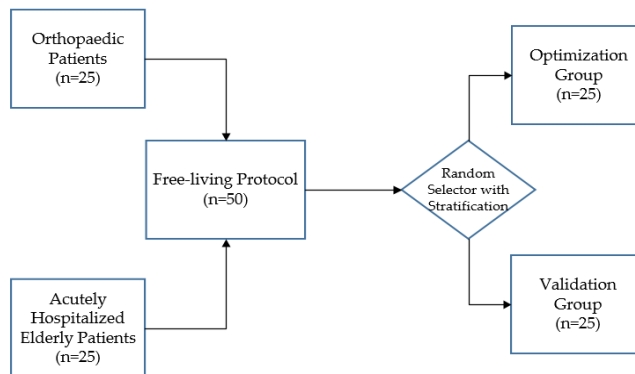 Orthopaedic
Patients
(n=25)
Acutely
Hospitalized
Elderly Patients
(n=25)
Free-living Protocol
(n=50)
Random
Selector with
Stratification
Optimization
Group
(n=25)
Validation
Group
(n=25)